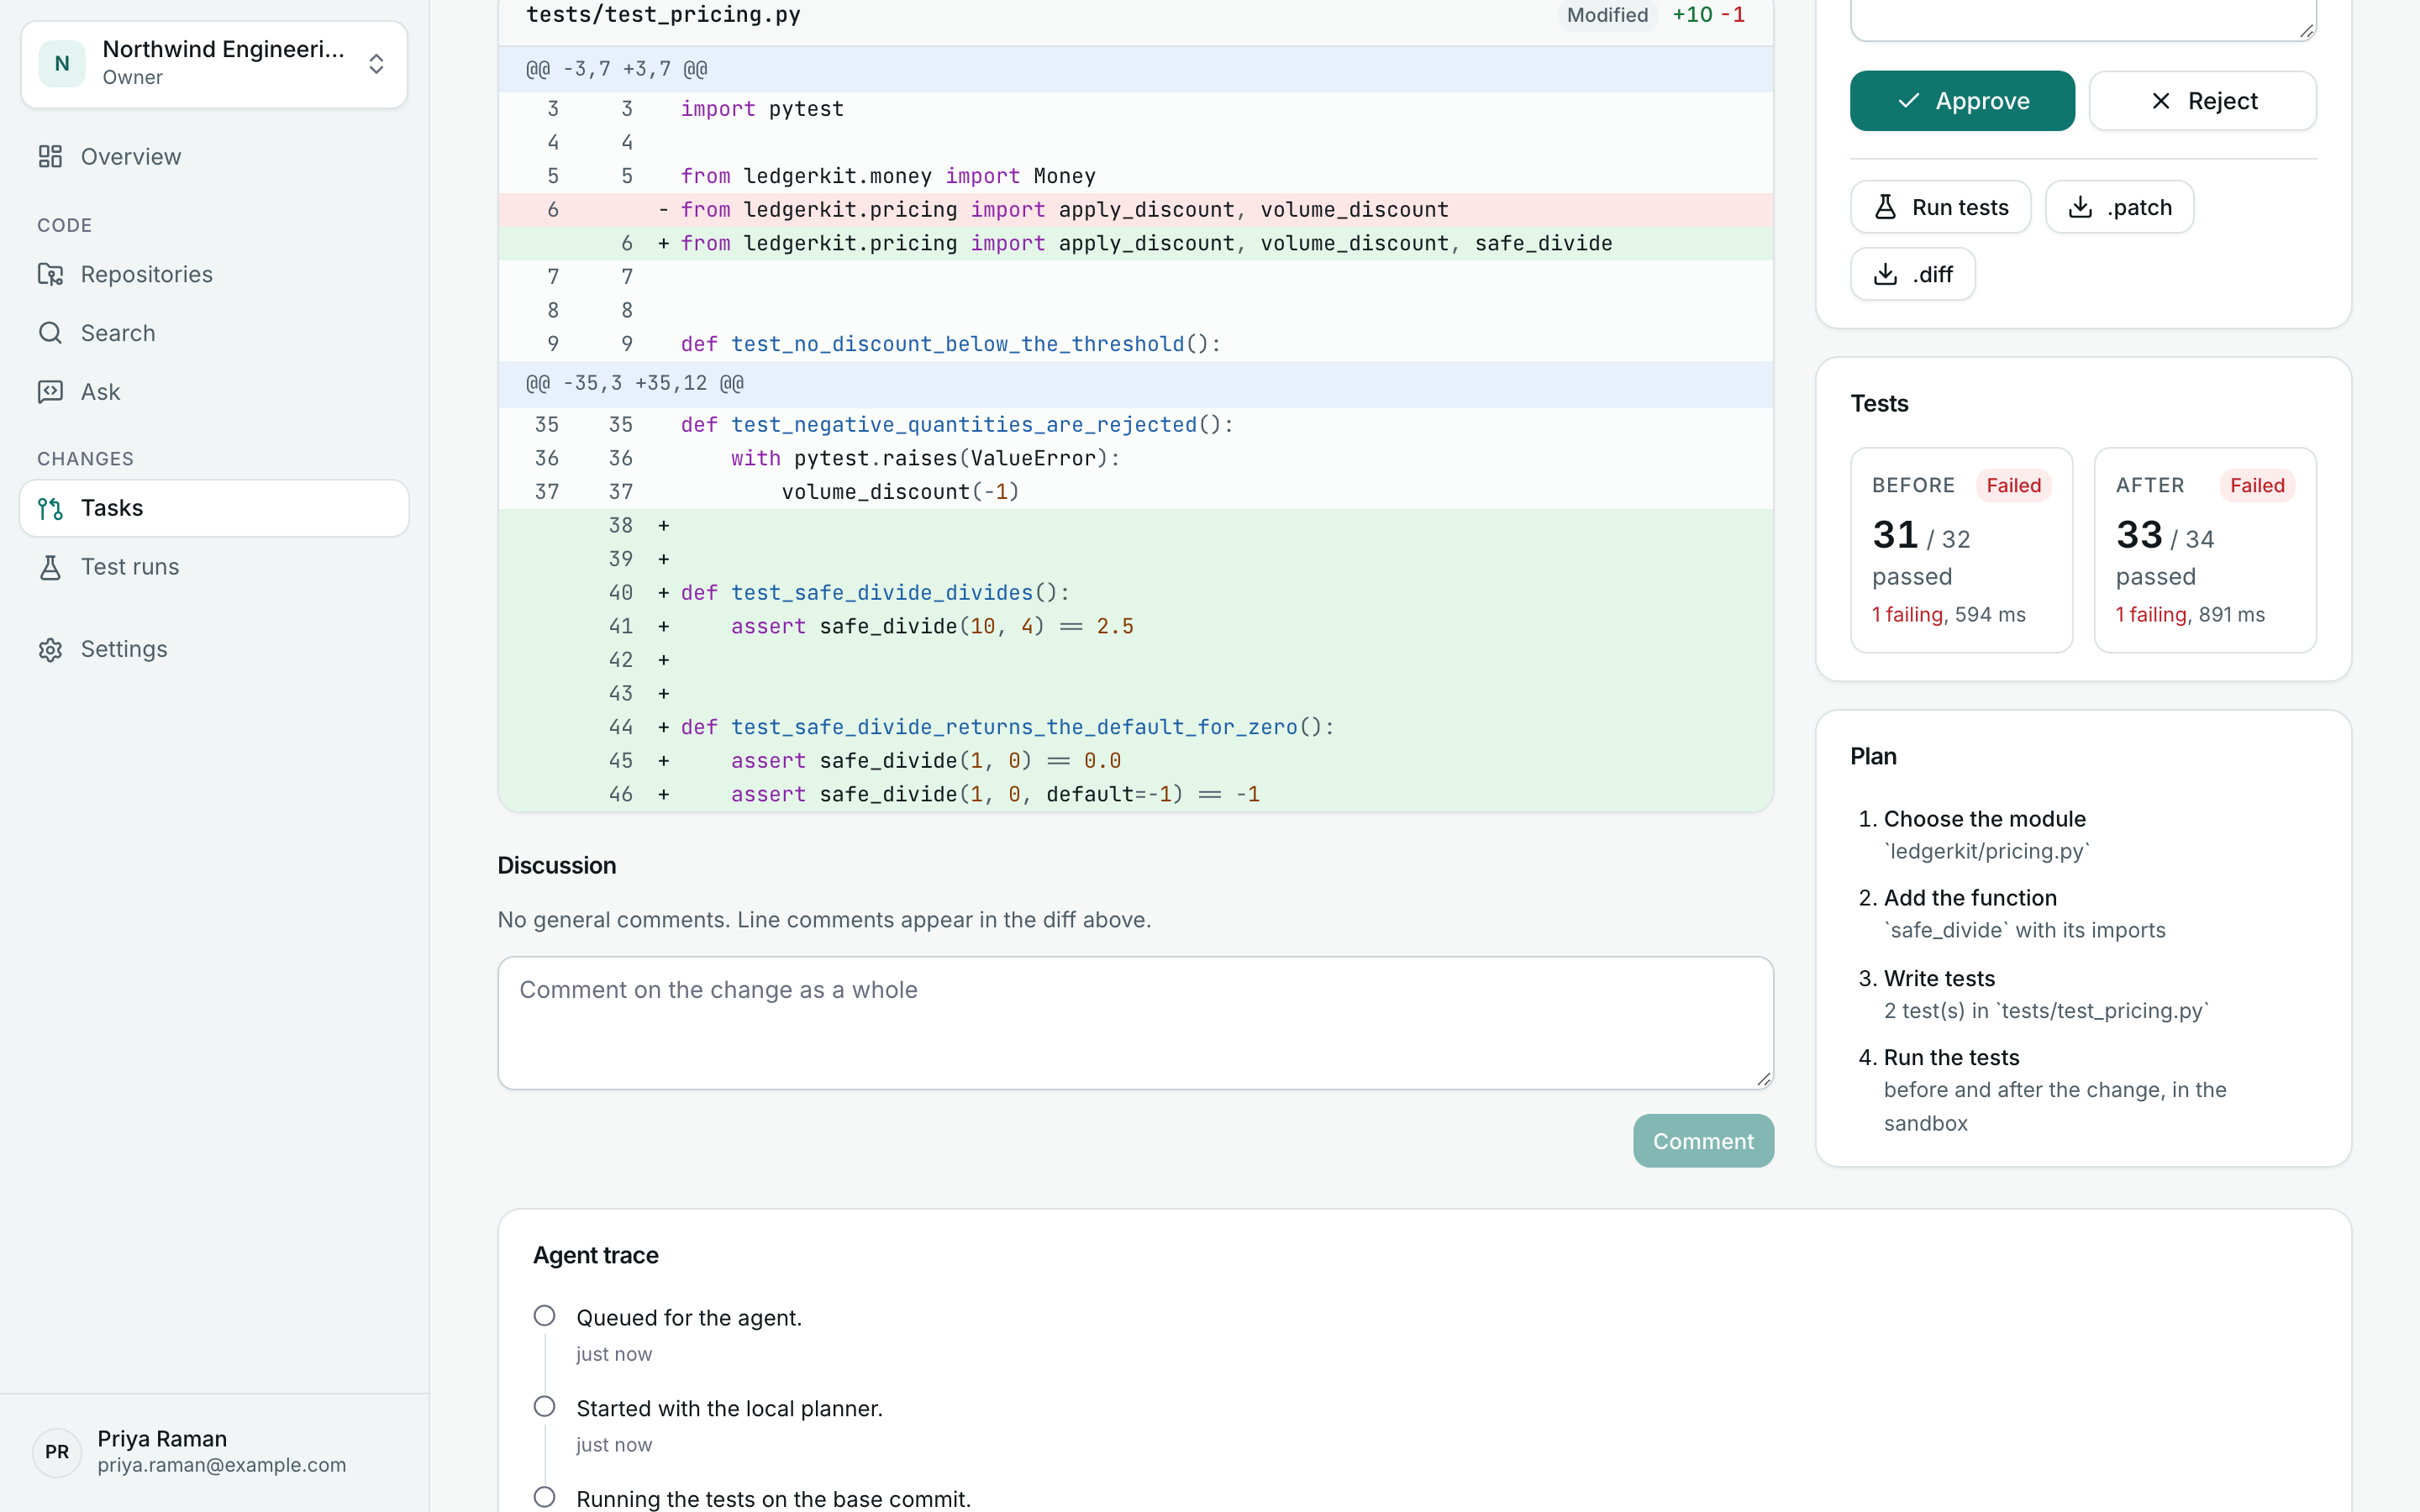 N
Northwind Engineeri...
Owner
Overview
CODE
Repositories
Search
Ask
CHANGES
Tasks
Test runs
Settings
PR
Priya Raman
priya.raman@example.com
tests/test_pricing.py Modified +10 -1
@@ -3,7 +3,7 @@
3 3 import pytest
4 4
5 5 from ledgerkit.money import Money
6 - from ledgerkit.pricing import apply_discount, volume_discount
6 + from ledgerkit.pricing import apply_discount, volume_discount, safe_divide
7 7
8 8
9 9 def test_no_discount_below_the_threshold():
@@ -35,3 +35,12 @@
35 35 def test_negative_quantities_are_rejected():
36 36     with pytest.raises(ValueError):
37 37         volume_discount(-1)
38 +
39 +
40 + def test_safe_divide_divides():
41 +     assert safe_divide(10, 4) == 2.5
42 +
43 +
44 + def test_safe_divide_returns_the_default_for_zero():
45 +     assert safe_divide(1, 0) == 0.0
46 +     assert safe_divide(1, 0, default=-1) == -1
Discussion
No general comments. Line comments appear in the diff above.
Comment on the change as a whole
Comment
Approve Reject
Run tests .patch
.diff
Tests
BEFORE Failed
31 / 32
passed
1 failing, 594 ms
AFTER Failed
33 / 34
passed
1 failing, 891 ms
Plan
1. Choose the module
`ledgerkit/pricing.py`
2. Add the function
`safe_divide` with its imports
3. Write tests
2 test(s) in `tests/test_pricing.py`
4. Run the tests
before and after the change, in the
sandbox
Agent trace
Queued for the agent.
just now
Started with the local planner.
just now
Running the tests on the base commit.